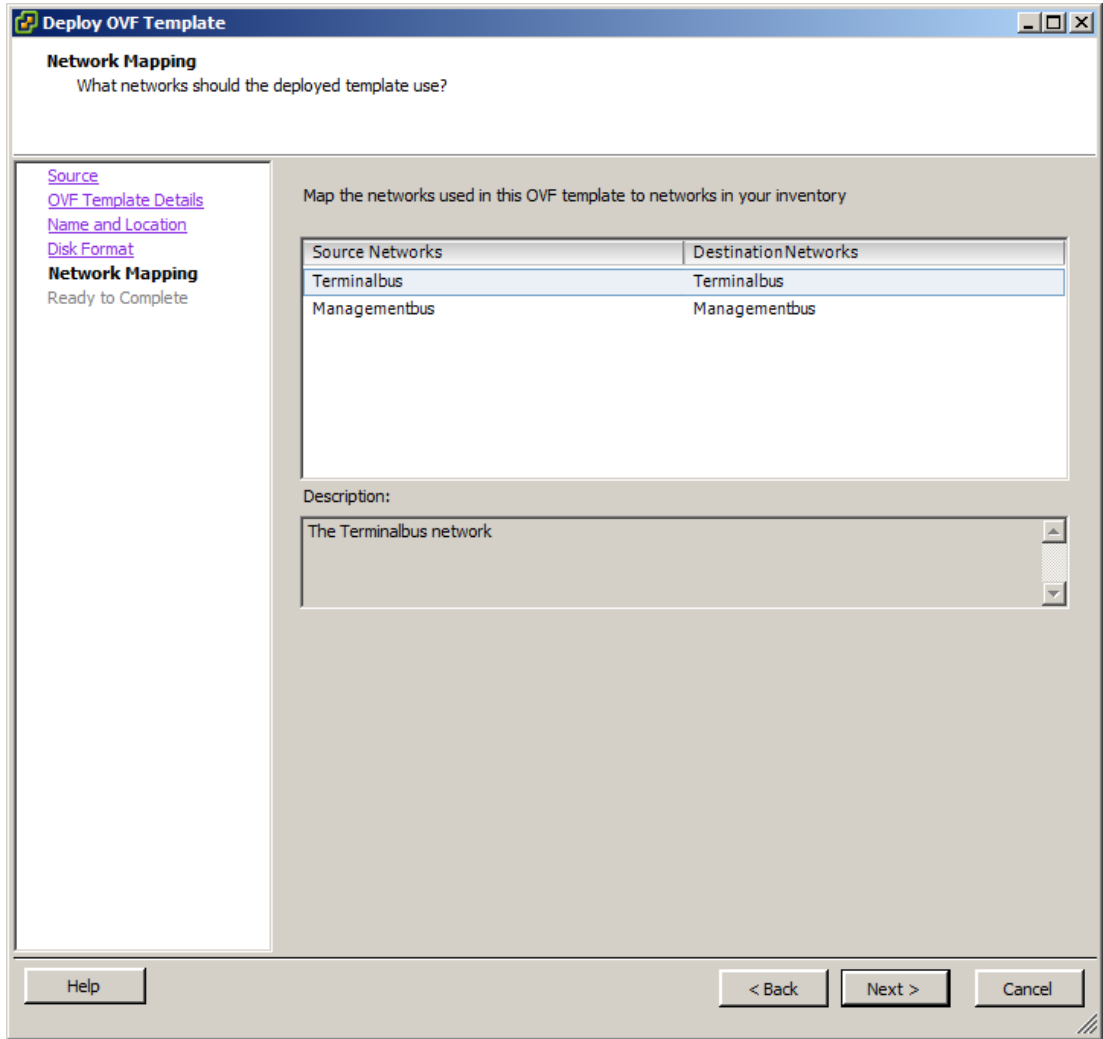 Deploy OVF Template
Network Mapping
What networks should the deployed template use?
Source
OVF Template Details
Name and Location
Disk Format
Network Mapping
Ready to Complete
Map the networks used in this OVF template to networks in your inventory
Source Networks Destination Networks
Terminalbus Terminalbus
Managementbus Managementbus
Description:
The Terminalbus network
Help < Back Next > Cancel